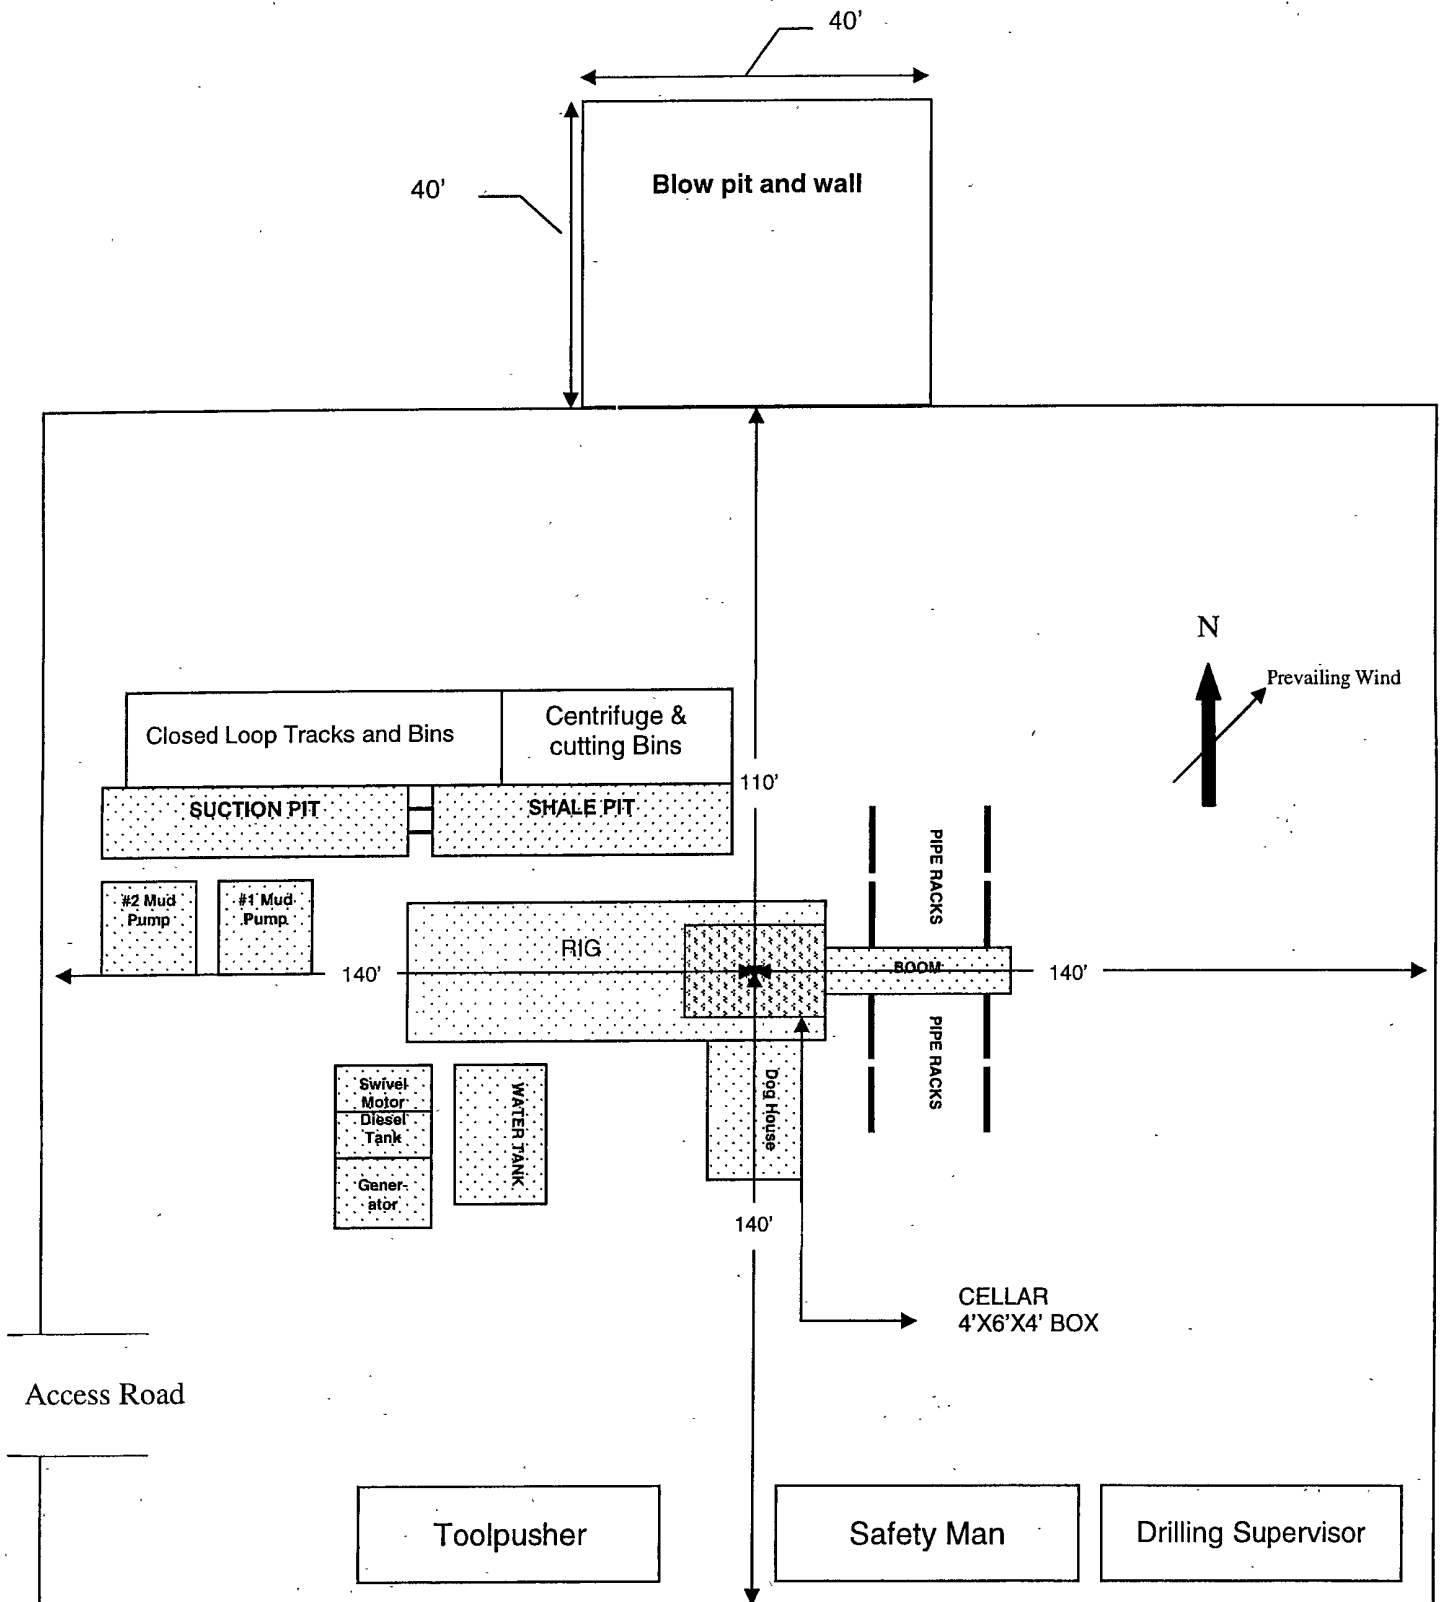 40'
40'
Blow pit and wall
N
Prevailing Wind
Closed Loop Tracks and Bins
Centrifuge &
cutting Bins
110'
SUCTION PIT
SHALE PIT
PIPE RACKS
#2 Mud
Pump
#1 Mud
Pump
RIG
140'
BOOM
140'
PIPE RACKS
Swivel
Motor
Diesel
Tank
Gener-
ator
WATER TANK
Dog House
140'
CELLAR
4'X6'X4' BOX
Access Road
Toolpusher
Safety Man
Drilling Supervisor